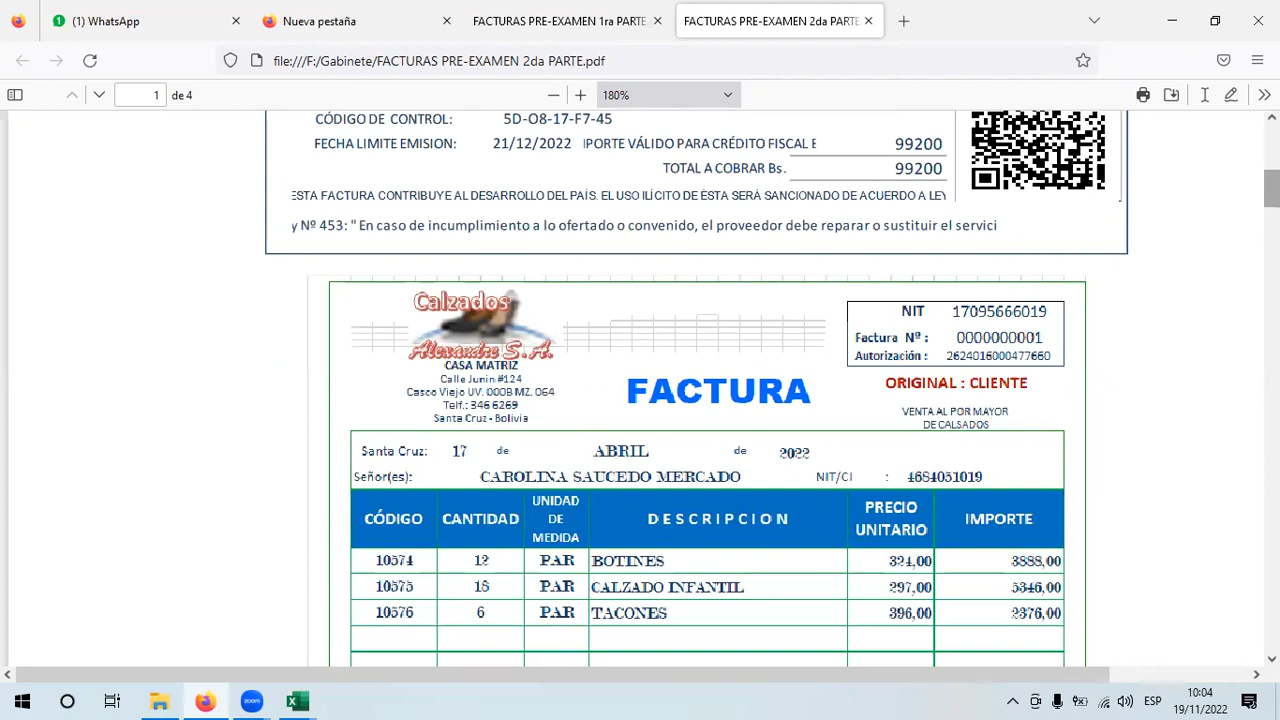 (1) WhatsApp
Nueva pestaña
FACTURAS PRE-EXAMEN 1ra PARTE.
FACTURAS PRE-EXAMEN 2da PARTE
file:///F:/Gabinete/FACTURAS PRE-EXAMEN 2da PARTE.pdf
1 de 4
180%
CÓDIGO DE CONTROL: 5D-O8-17-F7-45
FECHA LIMITE EMISION: 21/12/2022 IPORTE VÁLIDO PARA CRÉDITO FISCAL E 99200
TOTAL A COBRAR Bs. 99200
ESTA FACTURA CONTRIBUYE AL DESARROLLO DEL PAÍS. EL USO ILÍCITO DE ÉSTA SERÁ SANCIONADO DE ACUERDO A LEY
y Nº 453: " En caso de incumplimiento a lo ofertado o convenido, el proveedor debe reparar o sustituir el servici
Calzados
Alexandre S. A.
CASA MATRIZ
Calle Junin #124
Casco Viejo UV. 000B MZ. 064
Telf.: 346 6269
Santa Cruz - Bolivia
FACTURA
NIT 17095666019
Factura Nº : 0000000001
Autorización : 2624016000477660
ORIGINAL : CLIENTE
VENTA AL POR MAYOR
DE CALSADOS
Santa Cruz: 17 de ABRIL de 2022
Señor(es): CAROLINA SAUCEDO MERCADO NIT/CI : 4684051019
CÓDIGO CANTIDAD UNIDAD DE MEDIDA D E S C R I P C I O N PRECIO UNITARIO IMPORTE
10574 12 PAR BOTINES 324,00 3888,00
10575 18 PAR CALZADO INFANTIL 297,00 5346,00
10576 6 PAR TACONES 396,00 2376,00
zoom
ESP
10:04
19/11/2022